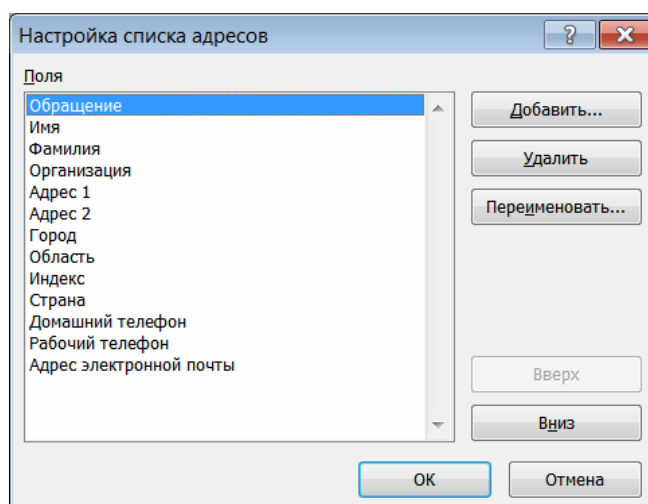 Настройка списка адресов
?
Поля
Обращение
Имя
Фамилия
Организация
Адрес 1
Адрес 2
Город
Область
Индекс
Страна
Домашний телефон
Рабочий телефон
Адрес электронной почты
Добавить...
Удалить
Переименовать...
Вверх
Вниз
ОК
Отмена